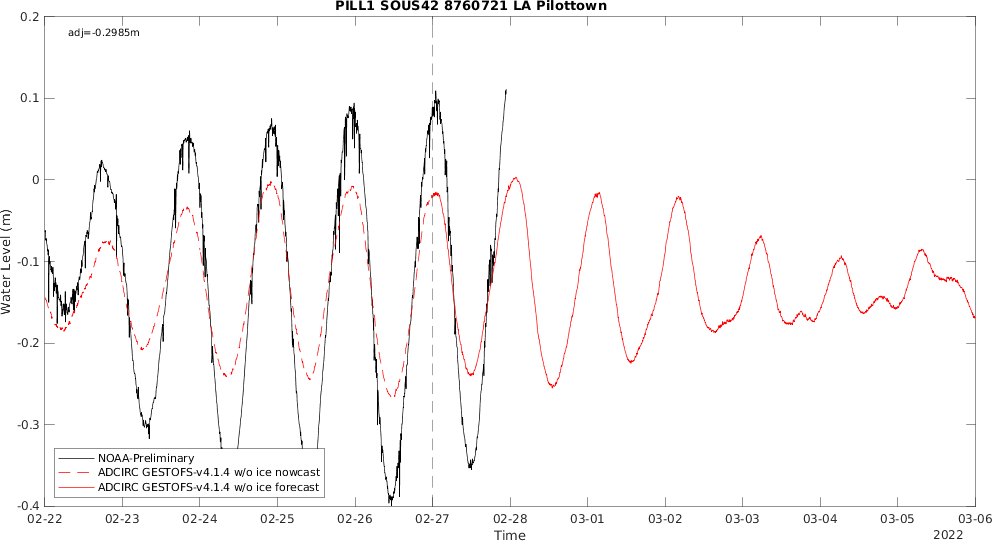 PILL1 SOUS42 8760721 LA Pilottown
adj=-0.2985m
0.2
0.1
0
-0.1
-0.2
-0.3
-0.4
Water Level (m)
NOAA-Preliminary
ADCIRC GESTOFS-v4.1.4 w/o ice nowcast
ADCIRC GESTOFS-v4.1.4 w/o ice forecast
02-22 02-23 02-24 02-25 02-26 02-27 02-28 03-01 03-02 03-03 03-04 03-05 03-06
Time
2022